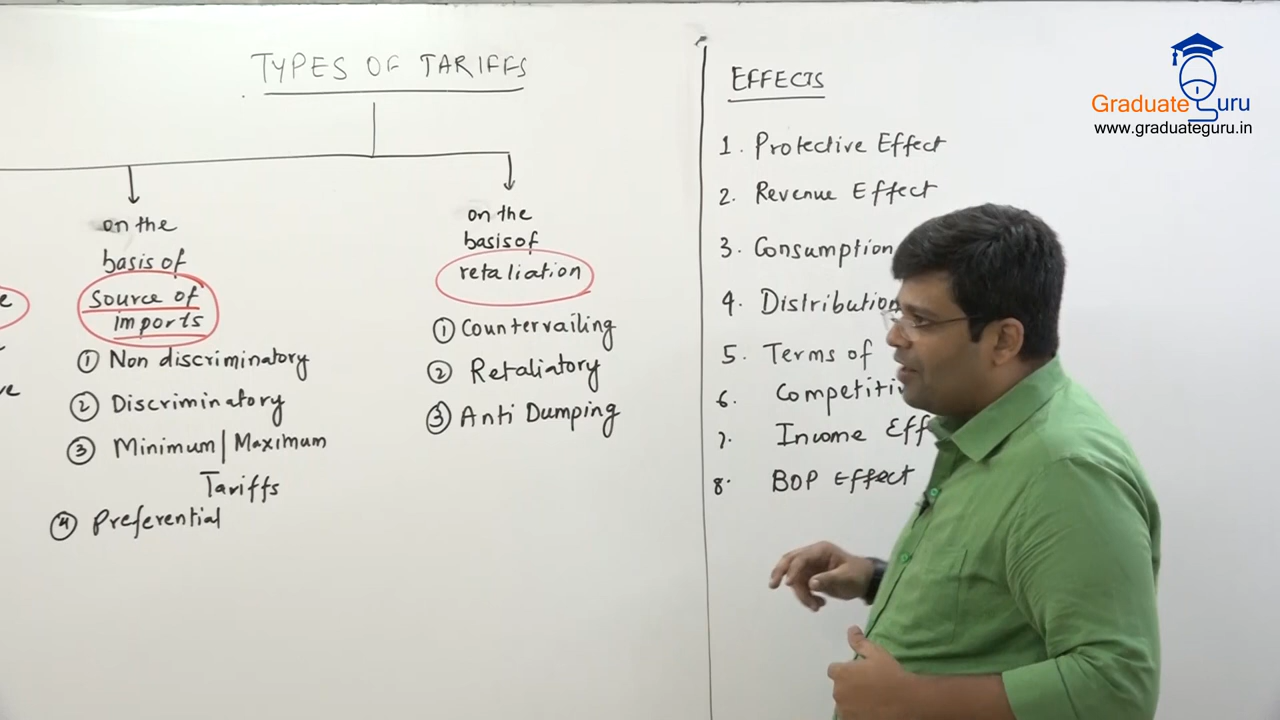 TYPES OF TARIFFS
on the
basis of
source of
imports
① Non discriminatory
② Discriminatory
③ Minimum/Maximum
Tariffs
④ Preferential
on the
basis of
retaliation
① Countervailing
② Retaliatory
③ Anti Dumping
EFFECTS
1. Protective Effect
2. Revenue Effect
3. Consumption
4. Distribution
5. Terms of
6. Competiti
7. Income Eff
8. BOP Effect
Graduate Guru
www.graduateguru.in